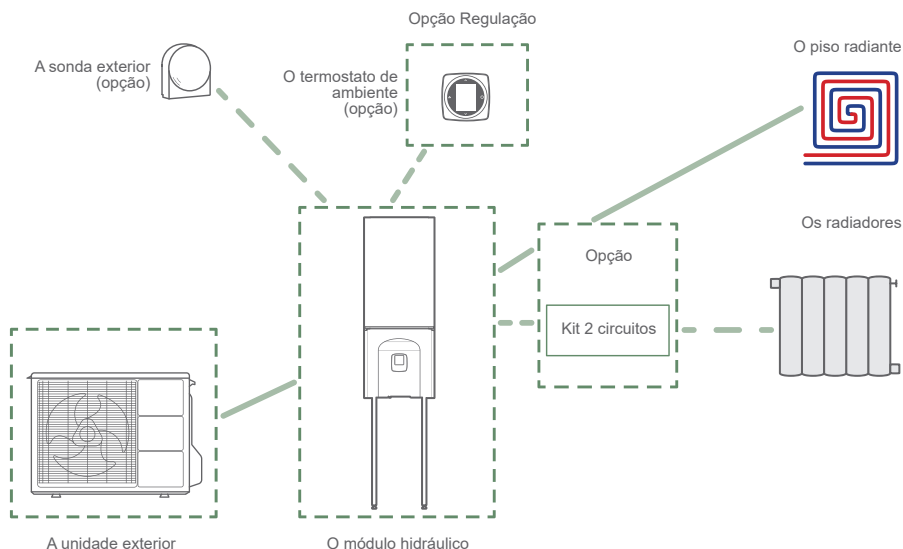 Opção Regulação
A sonda exterior
(opção)
O termostato de
ambiente
(opção)
O piso radiante
Os radiadores
Opção
Kit 2 circuitos
A unidade exterior
O módulo hidráulico